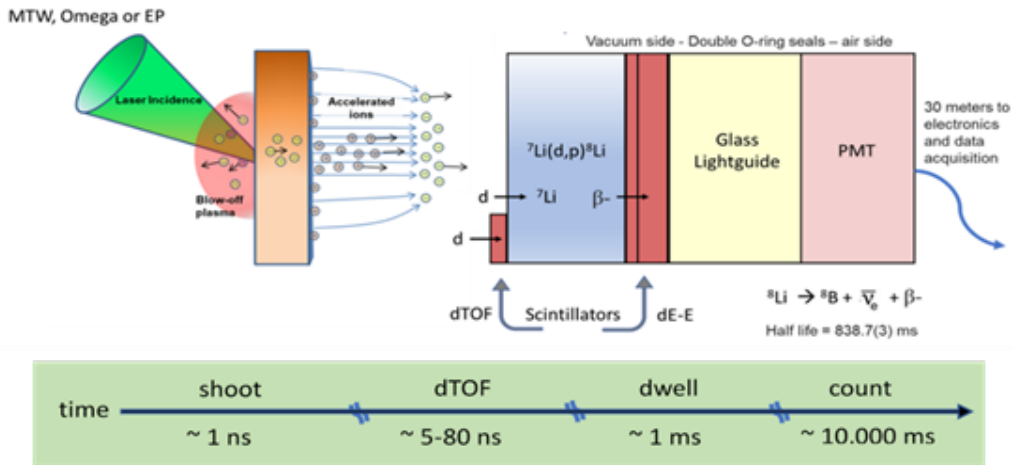 MTW, Omega or EP
Laser Incidence
Accelerated
ions
Blow-off
plasma
Vacuum side - Double O-ring seals – air side
⁷Li(d,p)⁸Li
d
⁷Li
β-
d
Glass
Lightguide
PMT
30 meters to
electronics
and data
acquisition
dTOF
Scintillators
dE-E
⁸Li → ⁸B + ν̅ₑ + β-
Half life = 838.7(3) ms
time
shoot
dTOF
dwell
count
~ 1 ns
~ 5-80 ns
~ 1 ms
~ 10.000 ms